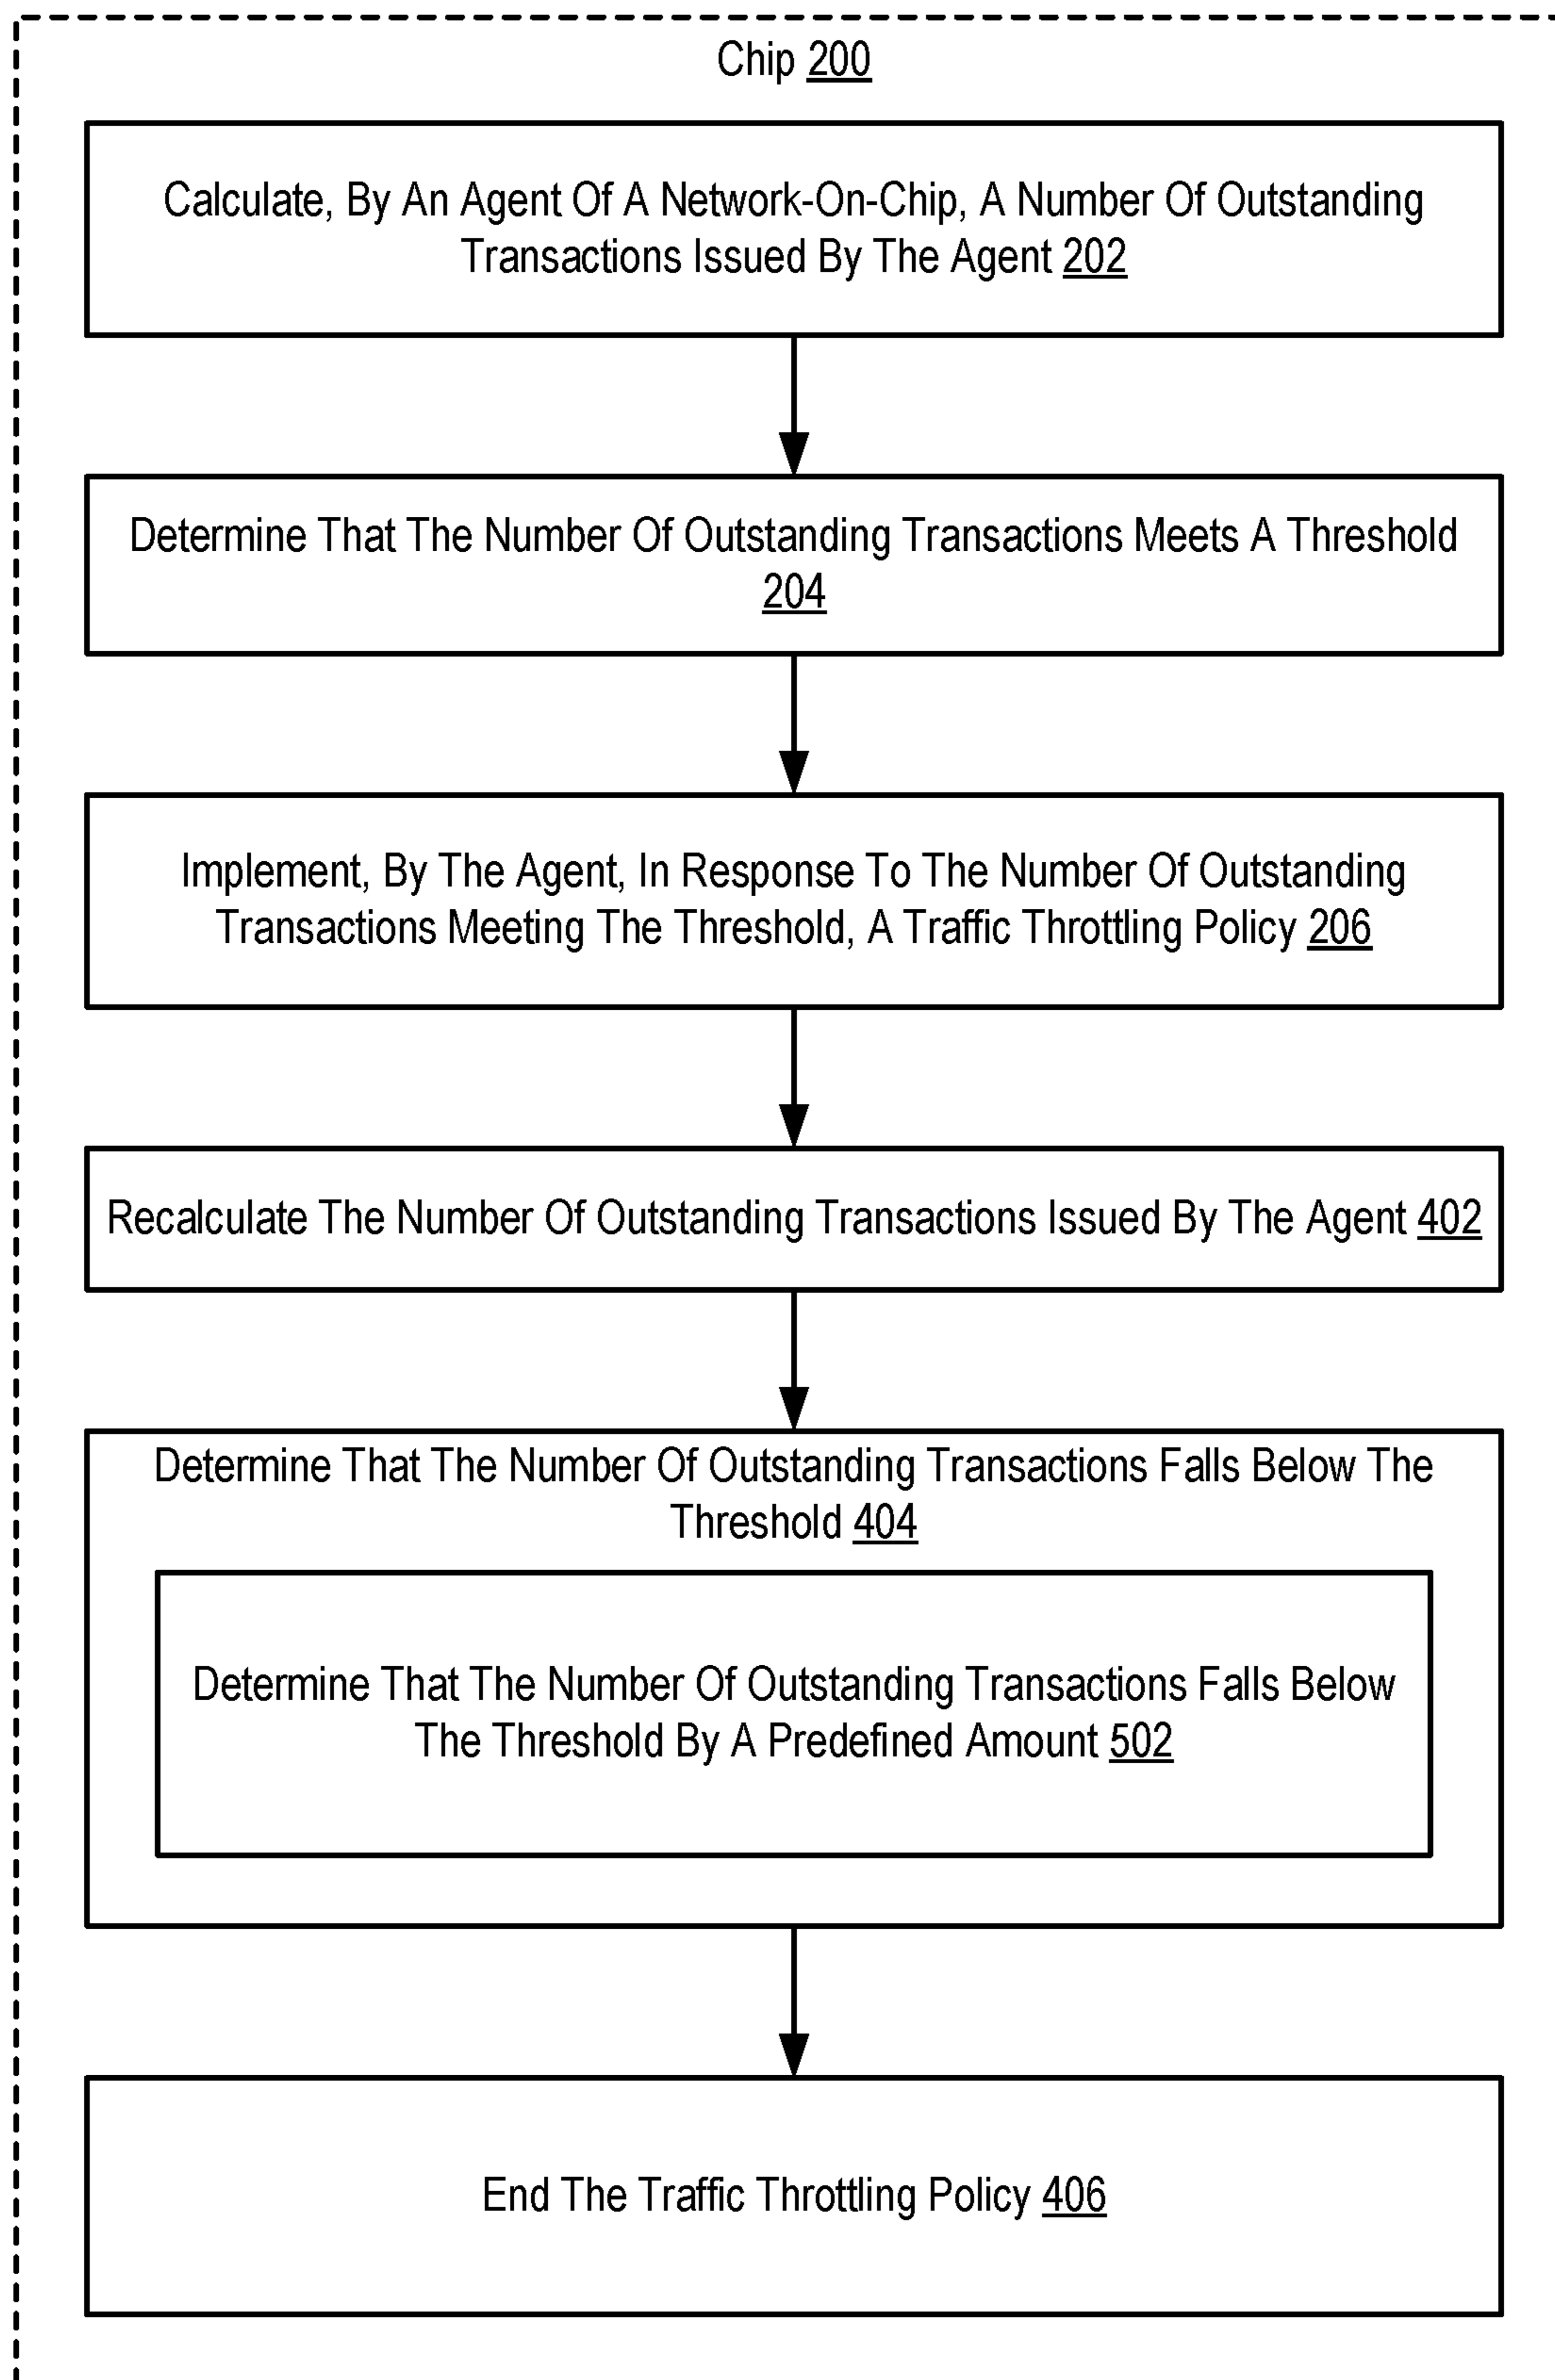 Chip 200
Calculate, By An Agent Of A Network-On-Chip, A Number Of Outstanding
Transactions Issued By The Agent 202
Determine That The Number Of Outstanding Transactions Meets A Threshold
204
Implement, By The Agent, In Response To The Number Of Outstanding
Transactions Meeting The Threshold, A Traffic Throttling Policy 206
Recalculate The Number Of Outstanding Transactions Issued By The Agent 402
Determine That The Number Of Outstanding Transactions Falls Below The
Threshold 404
Determine That The Number Of Outstanding Transactions Falls Below
The Threshold By A Predefined Amount 502
End The Traffic Throttling Policy 406